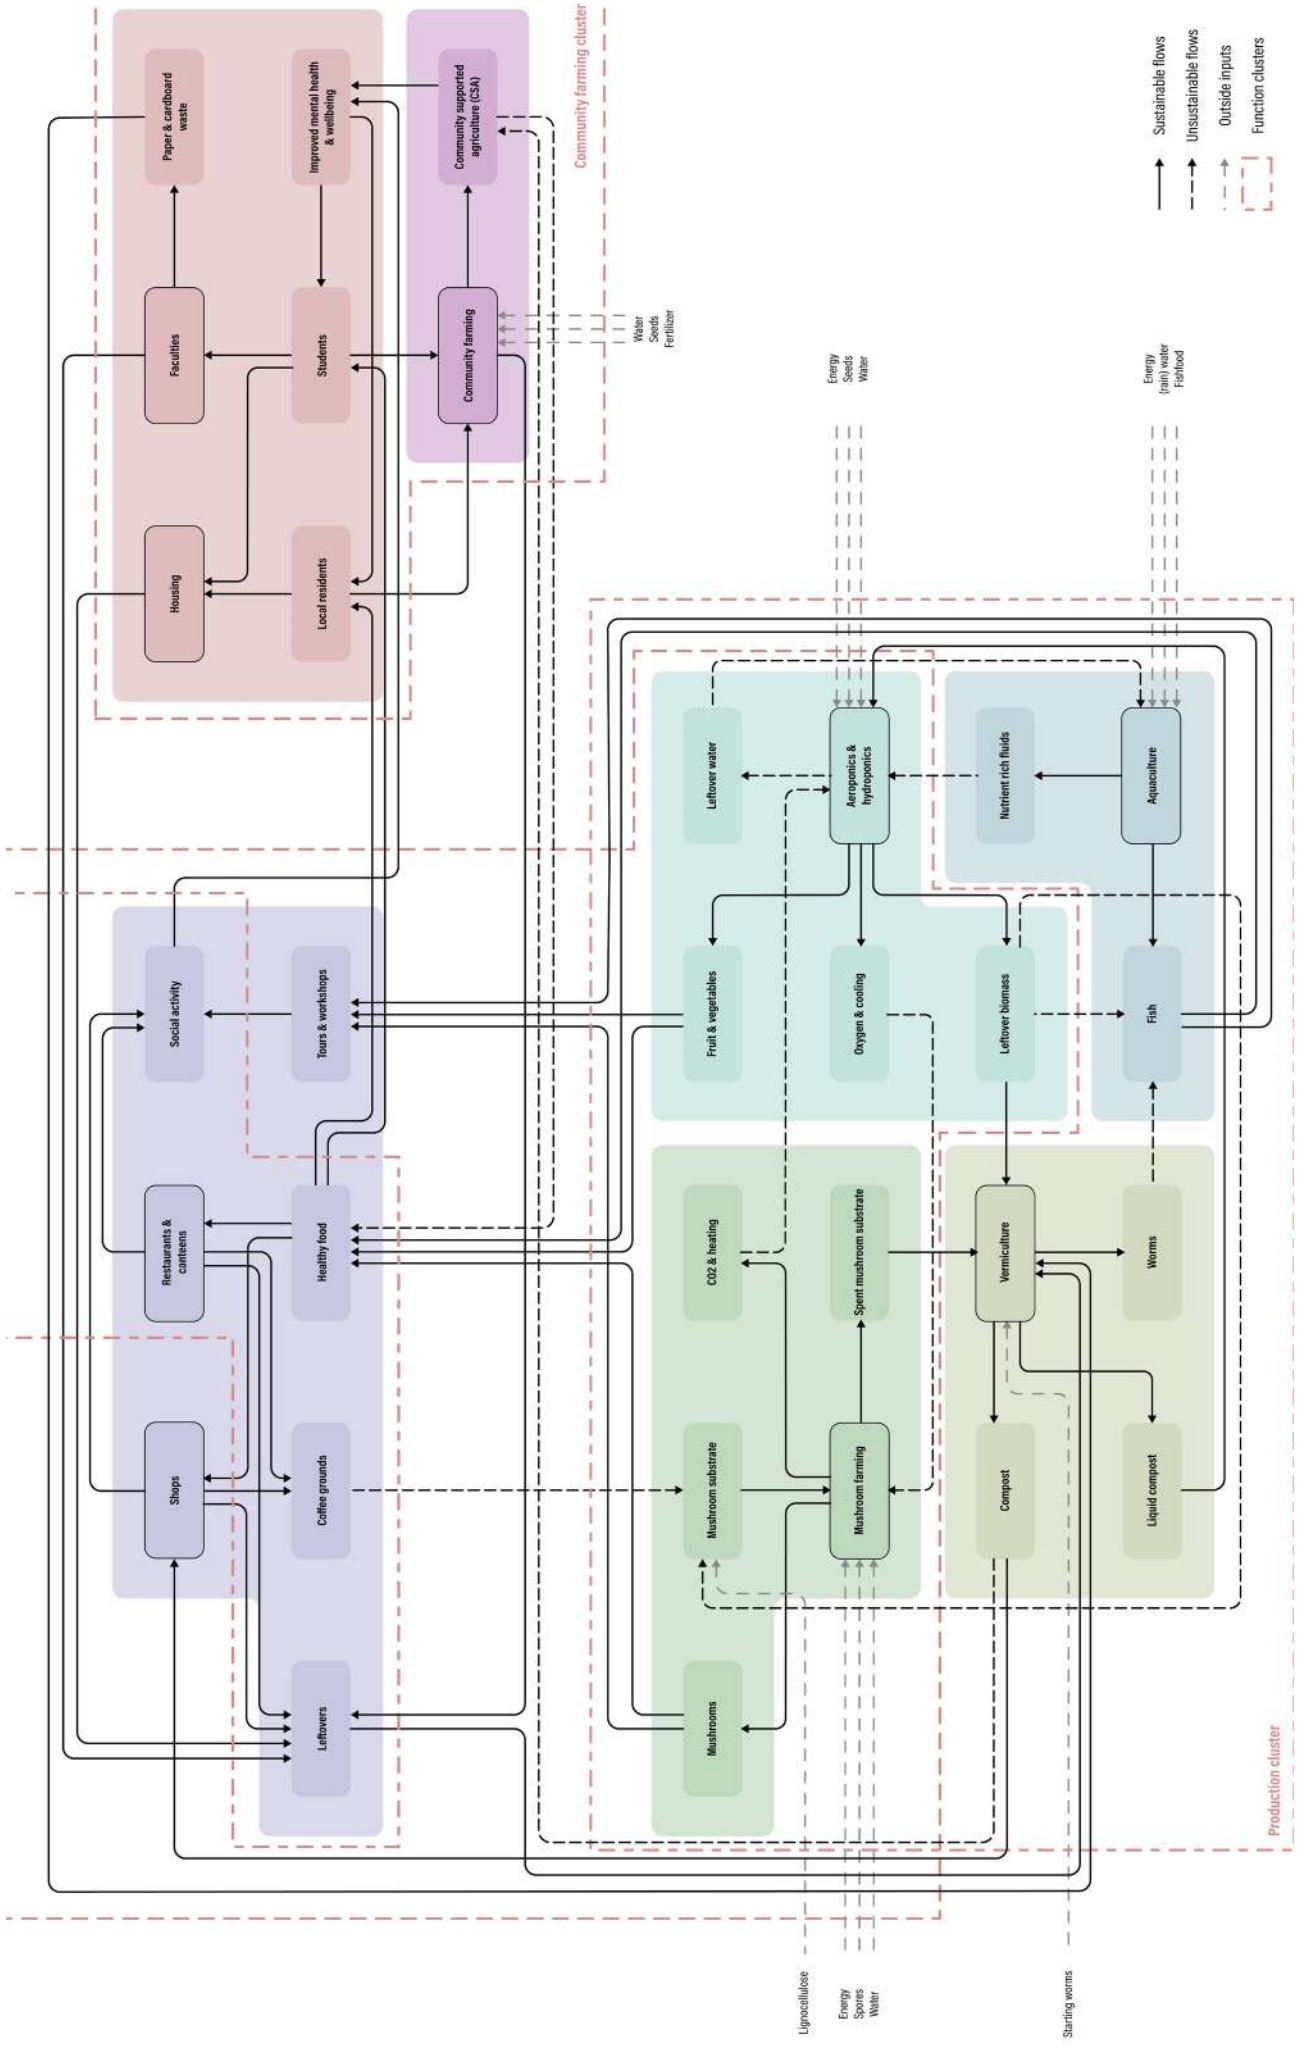 Leftovers
Shops
Coffee grounds
Restaurants &
canteens
Healthy food
Social activity
Tours & workshops
Housing
Local residents
Faculties
Students
Paper & cardboard
waste
Improved mental health
& wellbeing
Community farming
Community supported
agriculture (CSA)
Community farming cluster
Water
Seeds
Fertilizer
Mushrooms
Mushroom substrate
Mushroom farming
CO2 & heating
Spent mushroom substrate
Fruit & vegetables
Oxygen & cooling
Leftover biomass
Leftover water
Aeroponics &
hydroponics
Energy
Seeds
Water
Lignocellulose
Energy
Spores
Water
Starting worms
Compost
Liquid compost
Vermiculture
Worms
Fish
Nutrient rich fluids
Aquaculture
Energy
(rain) water
Fishfood
Production cluster
Sustainable flows
Unsustainable flows
Outside inputs
Function clusters